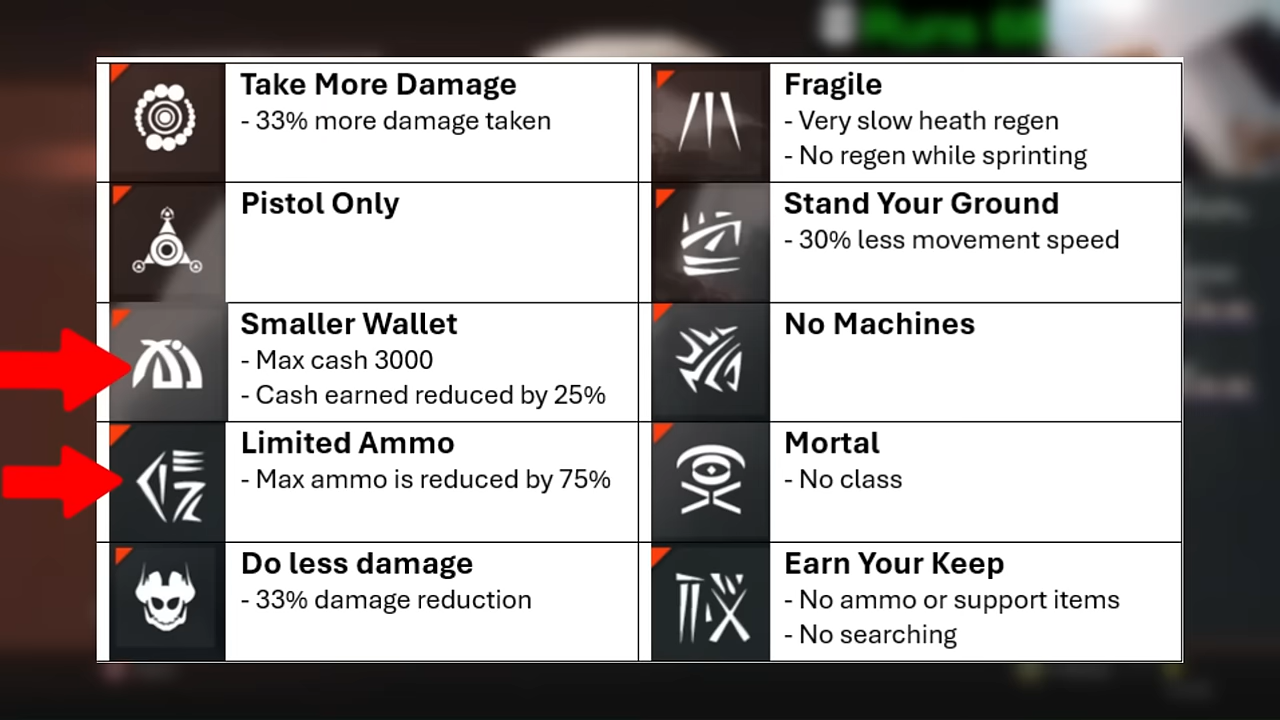 Take More Damage
- 33% more damage taken
Fragile
- Very slow heath regen
- No regen while sprinting
Pistol Only
Stand Your Ground
- 30% less movement speed
Smaller Wallet
- Max cash 3000
- Cash earned reduced by 25%
No Machines
Limited Ammo
- Max ammo is reduced by 75%
Mortal
- No class
Do less damage
- 33% damage reduction
Earn Your Keep
- No ammo or support items
- No searching